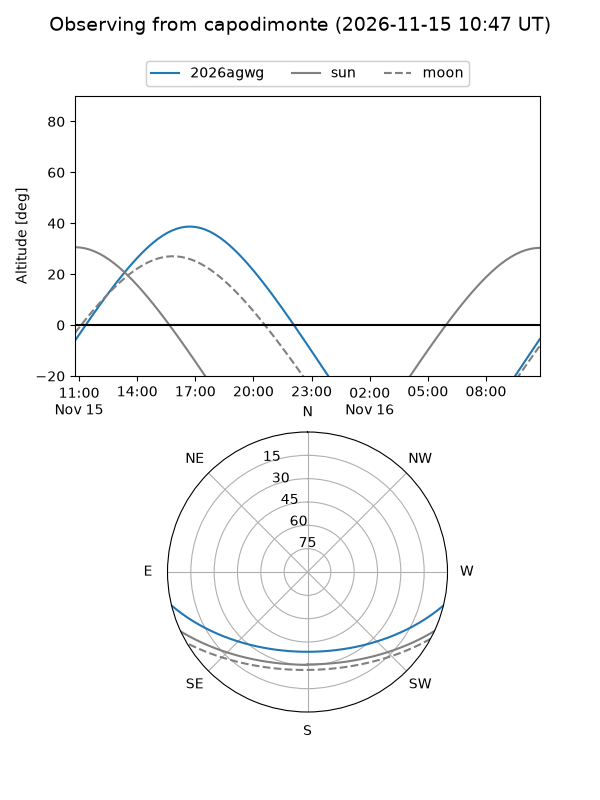 Observing from capodimonte (2026-11-15 10:47 UT)
2026agwg sun moon
Altitude [deg]
80
60
40
20
0
−20
11:00 14:00 17:00 20:00 23:00 02:00 05:00 08:00
Nov 15 Nov 16
N
NE NW
15
30
45
60
75
E W
SE SW
S